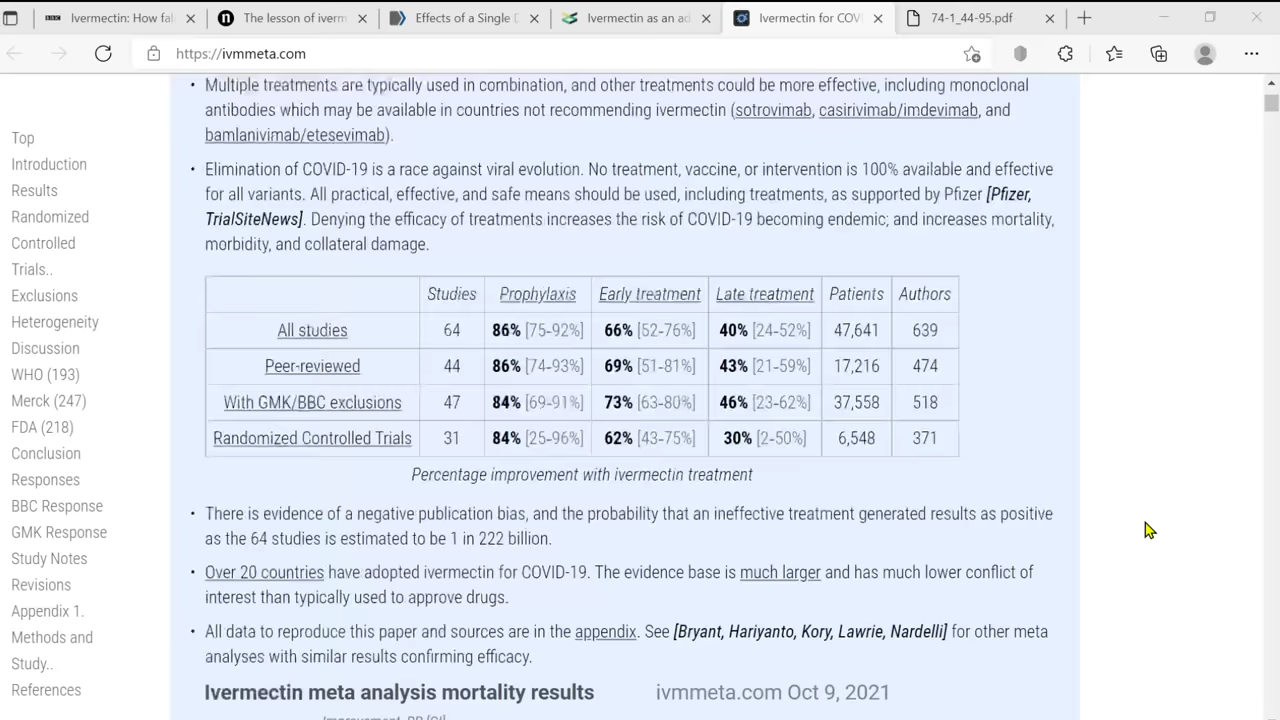 Ivermectin: How fal
The lesson of iverm
Effects of a Single D
Ivermectin as an ad
Ivermectin for COV
74-1_44-95.pdf
https://ivmmeta.com
Top
Introduction
Results
Randomized
Controlled
Trials..
Exclusions
Heterogeneity
Discussion
WHO (193)
Merck (247)
FDA (218)
Conclusion
Responses
BBC Response
GMK Response
Study Notes
Revisions
Appendix 1.
Methods and
Study..
References
• Multiple treatments are typically used in combination, and other treatments could be more effective, including monoclonal
antibodies which may be available in countries not recommending ivermectin (sotrovimab, casirivimab/imdevimab, and
bamlanivimab/etesevimab).
• Elimination of COVID-19 is a race against viral evolution. No treatment, vaccine, or intervention is 100% available and effective
for all variants. All practical, effective, and safe means should be used, including treatments, as supported by Pfizer [Pfizer,
TrialSiteNews]. Denying the efficacy of treatments increases the risk of COVID-19 becoming endemic; and increases mortality,
morbidity, and collateral damage.
Studies Prophylaxis Early treatment Late treatment Patients Authors
All studies 64 86% [75-92%] 66% [52-76%] 40% [24-52%] 47,641 639
Peer-reviewed 44 86% [74-93%] 69% [51-81%] 43% [21-59%] 17,216 474
With GMK/BBC exclusions 47 84% [69-91%] 73% [63-80%] 46% [23-62%] 37,558 518
Randomized Controlled Trials 31 84% [25-96%] 62% [43-75%] 30% [2-50%] 6,548 371
Percentage improvement with ivermectin treatment
• There is evidence of a negative publication bias, and the probability that an ineffective treatment generated results as positive
as the 64 studies is estimated to be 1 in 222 billion.
• Over 20 countries have adopted ivermectin for COVID-19. The evidence base is much larger and has much lower conflict of
interest than typically used to approve drugs.
• All data to reproduce this paper and sources are in the appendix. See [Bryant, Hariyanto, Kory, Lawrie, Nardelli] for other meta
analyses with similar results confirming efficacy.
Ivermectin meta analysis mortality results ivmmeta.com Oct 9, 2021